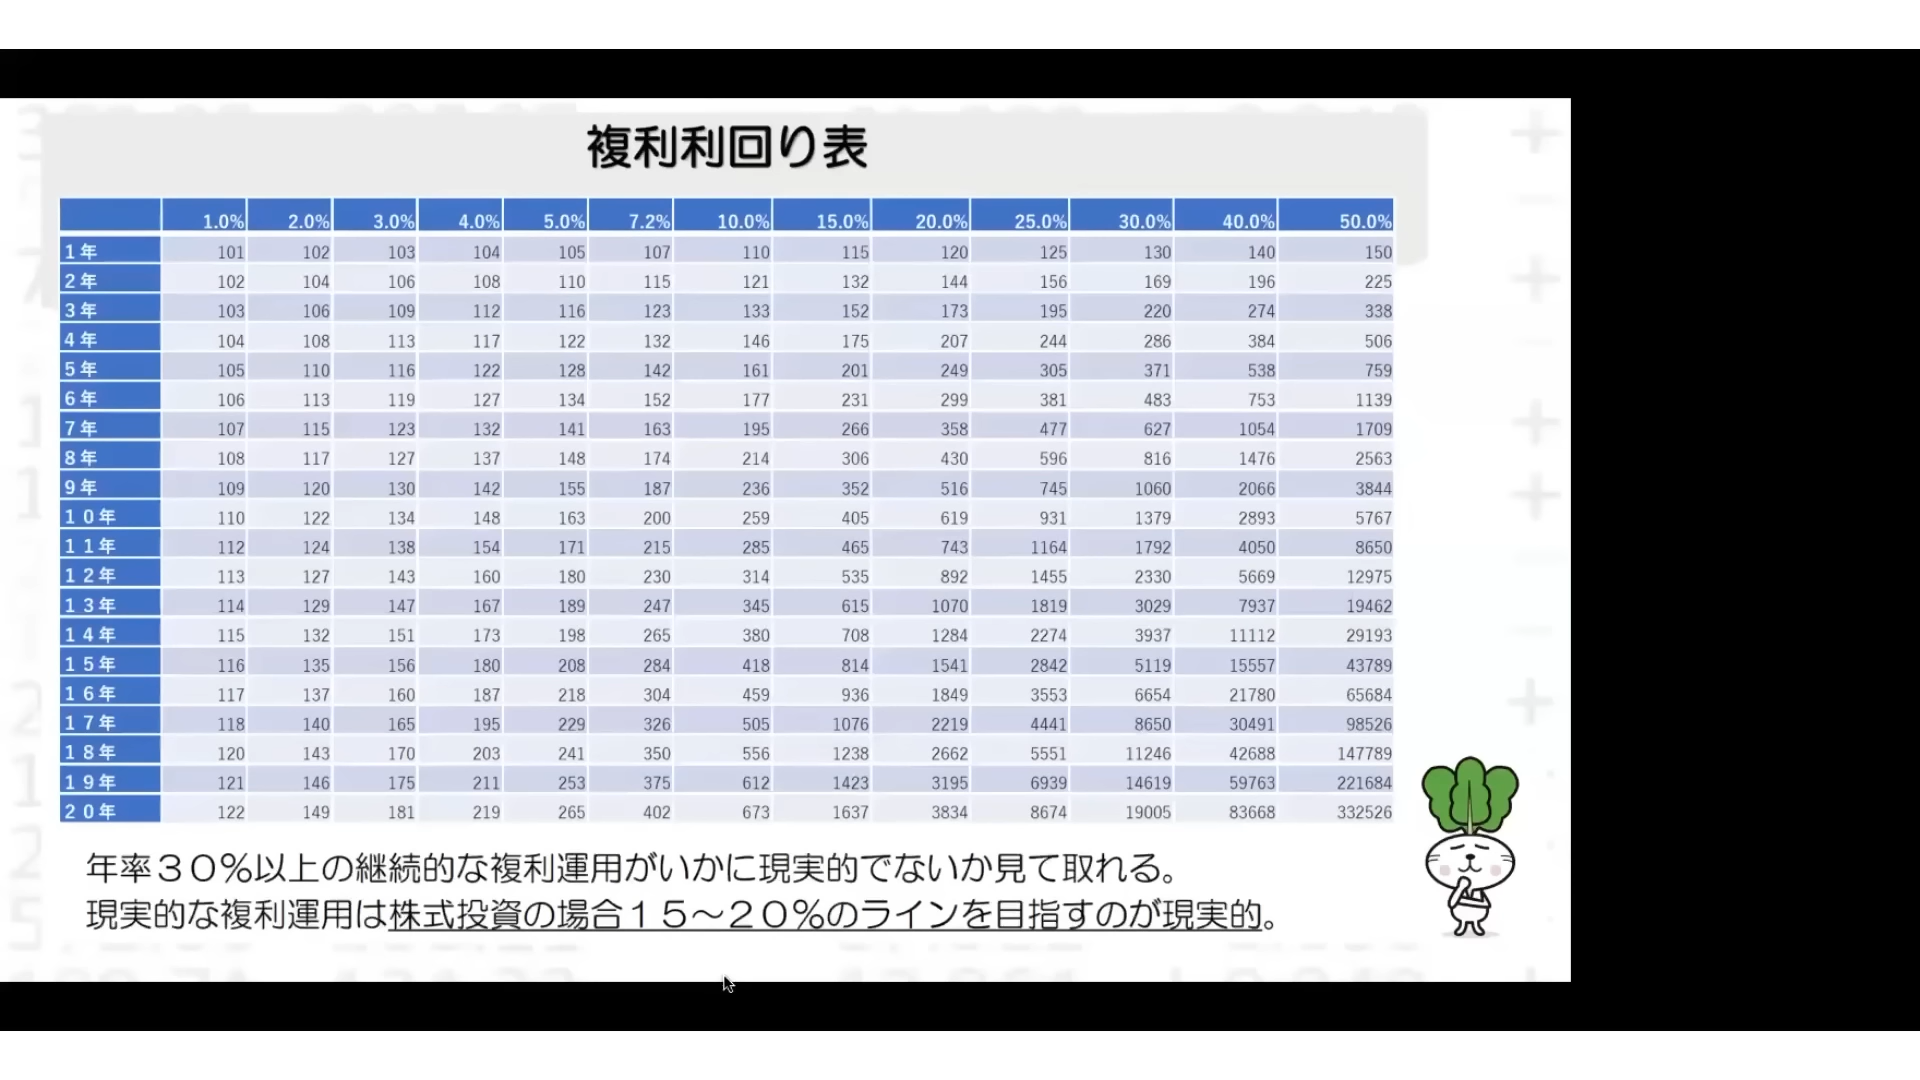 複利利回り表
1.0% 2.0% 3.0% 4.0% 5.0% 7.2% 10.0% 15.0% 20.0% 25.0% 30.0% 40.0% 50.0%
1年 101 102 103 104 105 107 110 115 120 125 130 140 150
2年 102 104 106 108 110 115 121 132 144 156 169 196 225
3年 103 106 109 112 116 123 133 152 173 195 220 274 338
4年 104 108 113 117 122 132 146 175 207 244 286 384 506
5年 105 110 116 122 128 142 161 201 249 305 371 538 759
6年 106 113 119 127 134 152 177 231 299 381 483 753 1139
7年 107 115 123 132 141 163 195 266 358 477 627 1054 1709
8年 108 117 127 137 148 174 214 306 430 596 816 1476 2563
9年 109 120 130 142 155 187 236 352 516 745 1060 2066 3844
10年 110 122 134 148 163 200 259 405 619 931 1379 2893 5767
11年 112 124 138 154 171 215 285 465 743 1164 1792 4050 8650
12年 113 127 143 160 180 230 314 535 892 1455 2330 5669 12975
13年 114 129 147 167 189 247 345 615 1070 1819 3029 7937 19462
14年 115 132 151 173 198 265 380 708 1284 2274 3937 11112 29193
15年 116 135 156 180 208 284 418 814 1541 2842 5119 15557 43789
16年 117 137 160 187 218 304 459 936 1849 3553 6654 21780 65684
17年 118 140 165 195 229 326 505 1076 2219 4441 8650 30491 98526
18年 120 143 170 203 241 350 556 1238 2662 5551 11246 42688 147789
19年 121 146 175 211 253 375 612 1423 3195 6939 14619 59763 221684
20年 122 149 181 219 265 402 673 1637 3834 8674 19005 83668 332526
年率30%以上の継続的な複利運用がいかに現実的でないか見て取れる。
現実的な複利運用は株式投資の場合15〜20%のラインを目指すのが現実的。